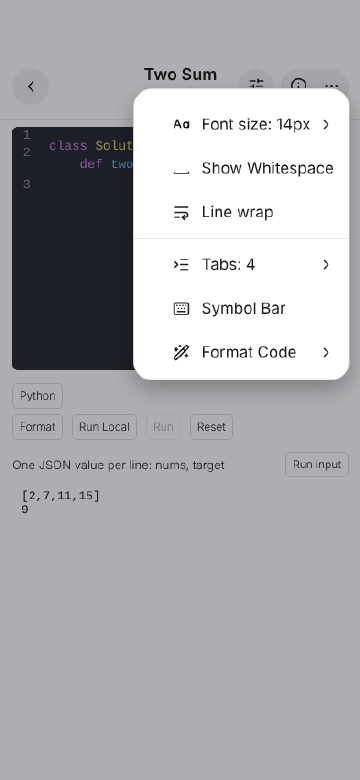 Two Sum
1
class Solut
2
def two
3
Font size: 14px
Show Whitespace
Line wrap
Tabs: 4
Symbol Bar
Format Code
Python
Format
Run Local
Run
Reset
One JSON value per line: nums, target
Run input
[2,7,11,15]
9